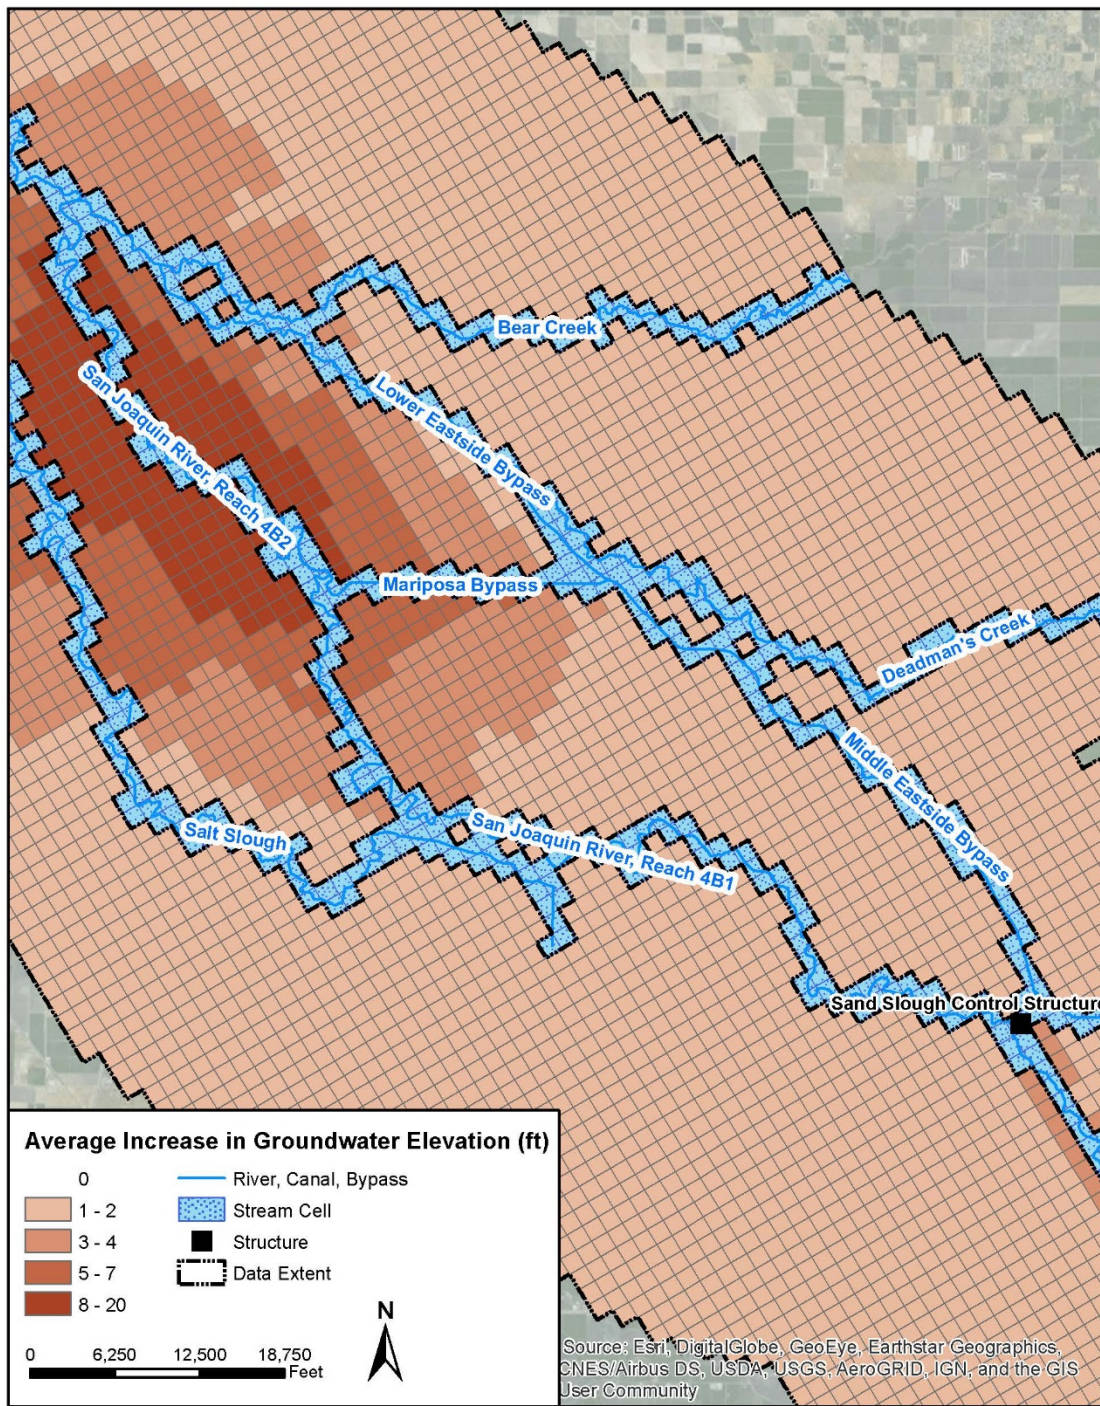 Bear Creek
Lower Eastside Bypass
San Joaquin River, Reach 4B2
Mariposa Bypass
Deadman's Creek
Middle Eastside Bypass
San Joaquin River, Reach 4B1
Salt Slough
Sand Slough Control Structure
Average Increase in Groundwater Elevation (ft)
0
1 - 2
3 - 4
5 - 7
8 - 20
River, Canal, Bypass
Stream Cell
Structure
Data Extent
N
0 6,250 12,500 18,750
Feet
Source: Esri, DigitalGlobe, GeoEye, Earthstar Geographics,
CNES/Airbus DS, USDA, USGS, AeroGRID, IGN, and the GIS
User Community